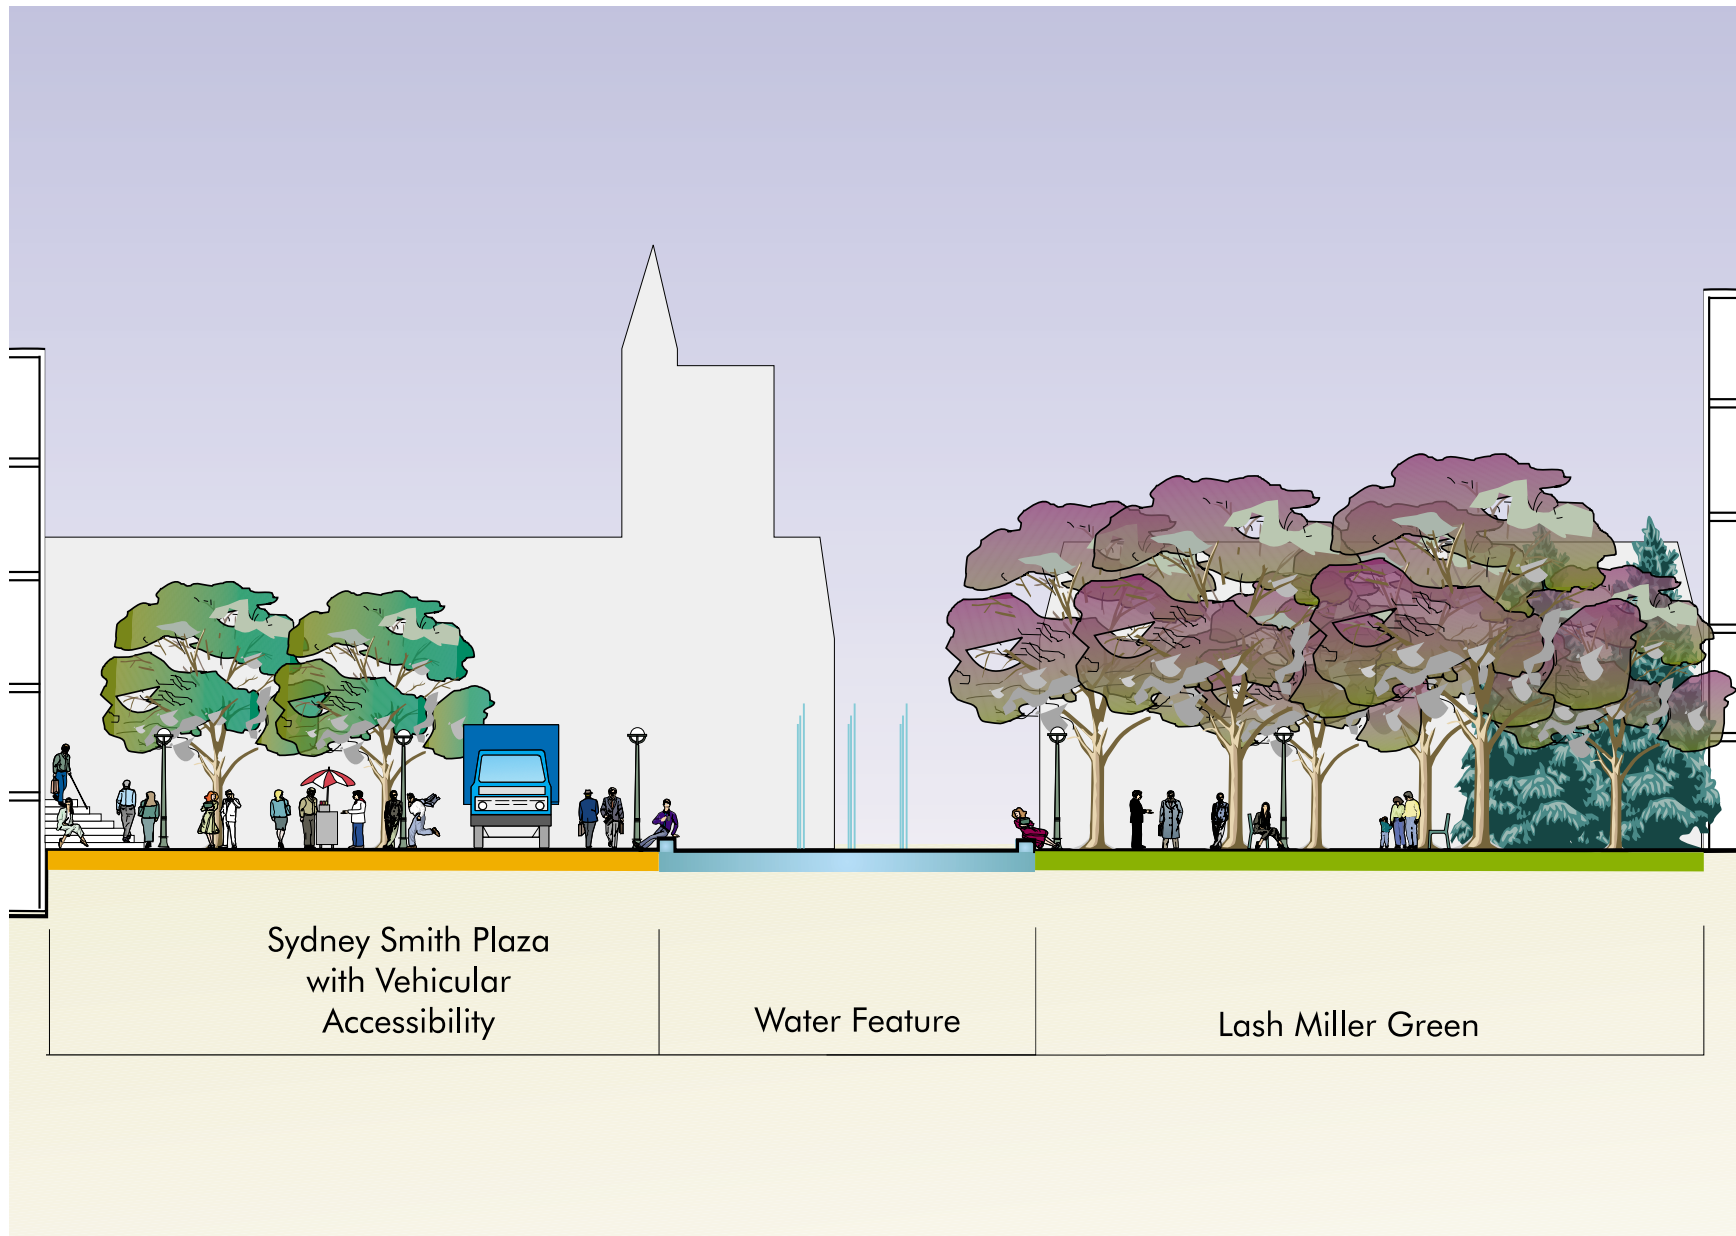 Sydney Smith Plaza
with Vehicular
Accessibility
Water Feature
Lash Miller Green